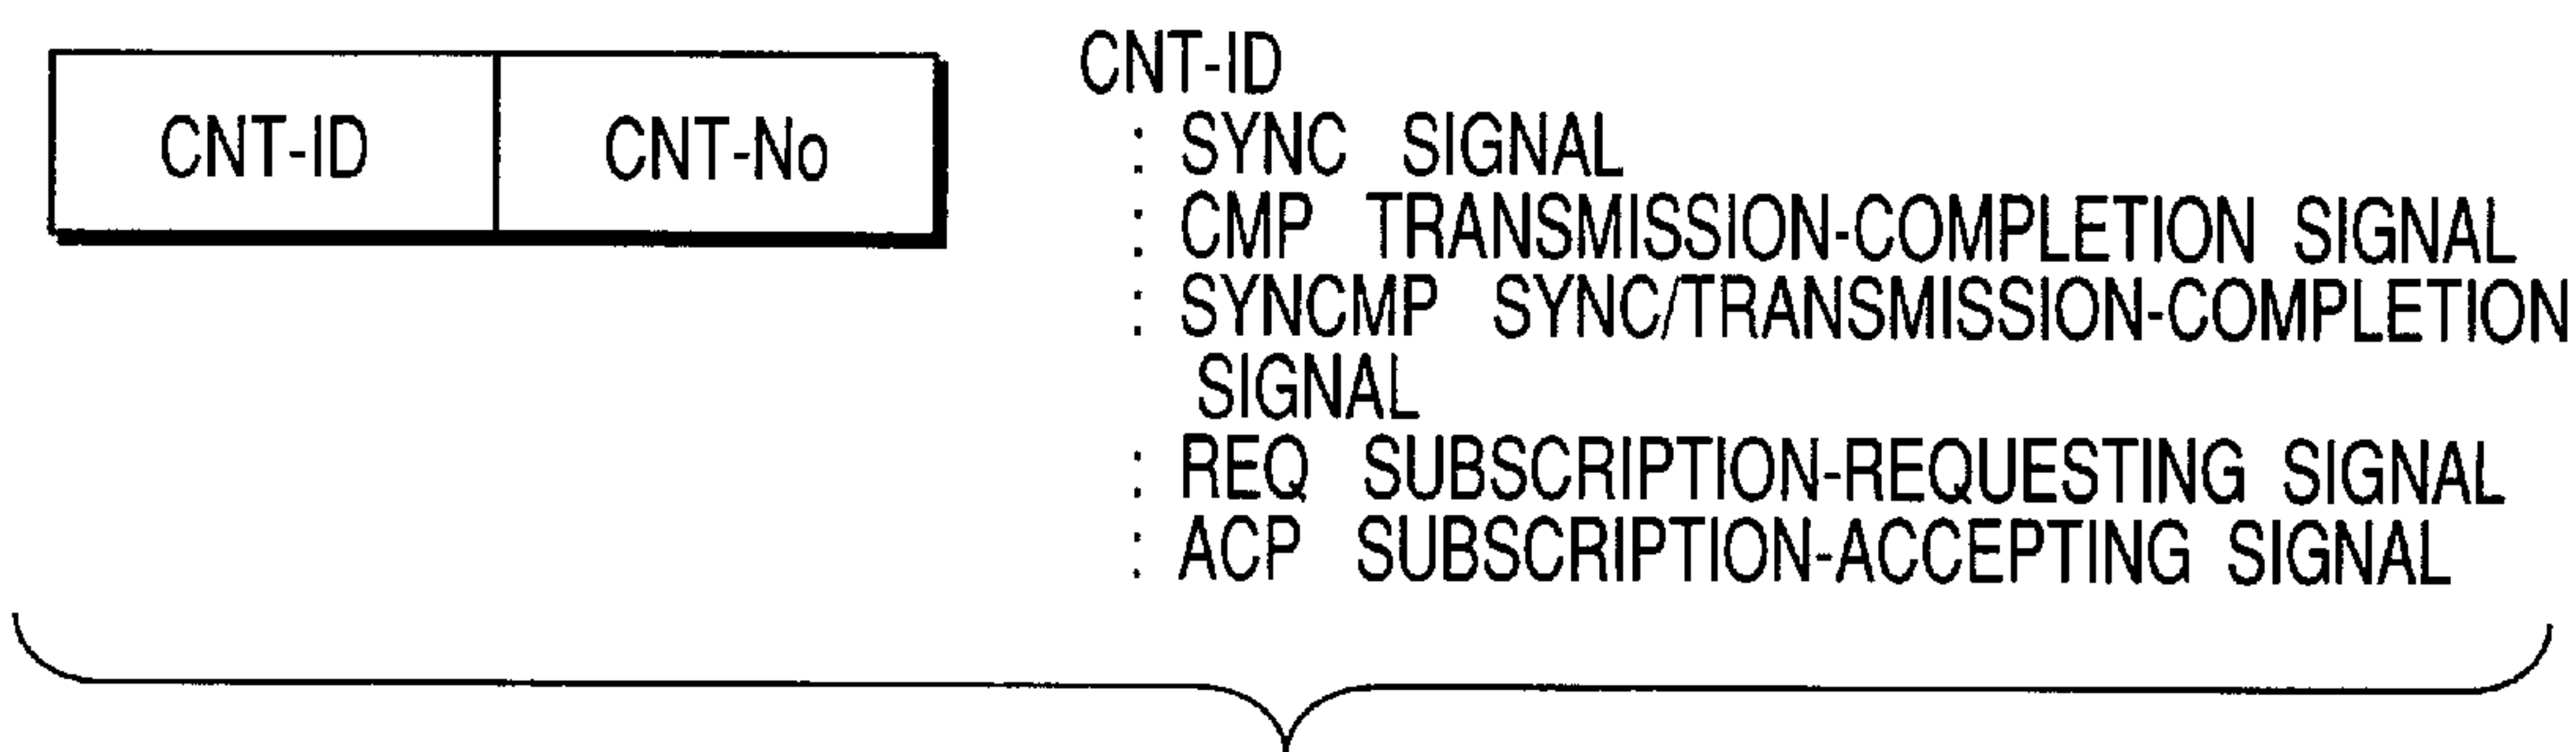 CNT-ID
CNT-No
CNT-ID
: SYNC SIGNAL
: CMP TRANSMISSION-COMPLETION SIGNAL
: SYNCMP SYNC/TRANSMISSION-COMPLETION
SIGNAL
: REQ SUBSCRIPTION-REQUESTING SIGNAL
: ACP SUBSCRIPTION-ACCEPTING SIGNAL